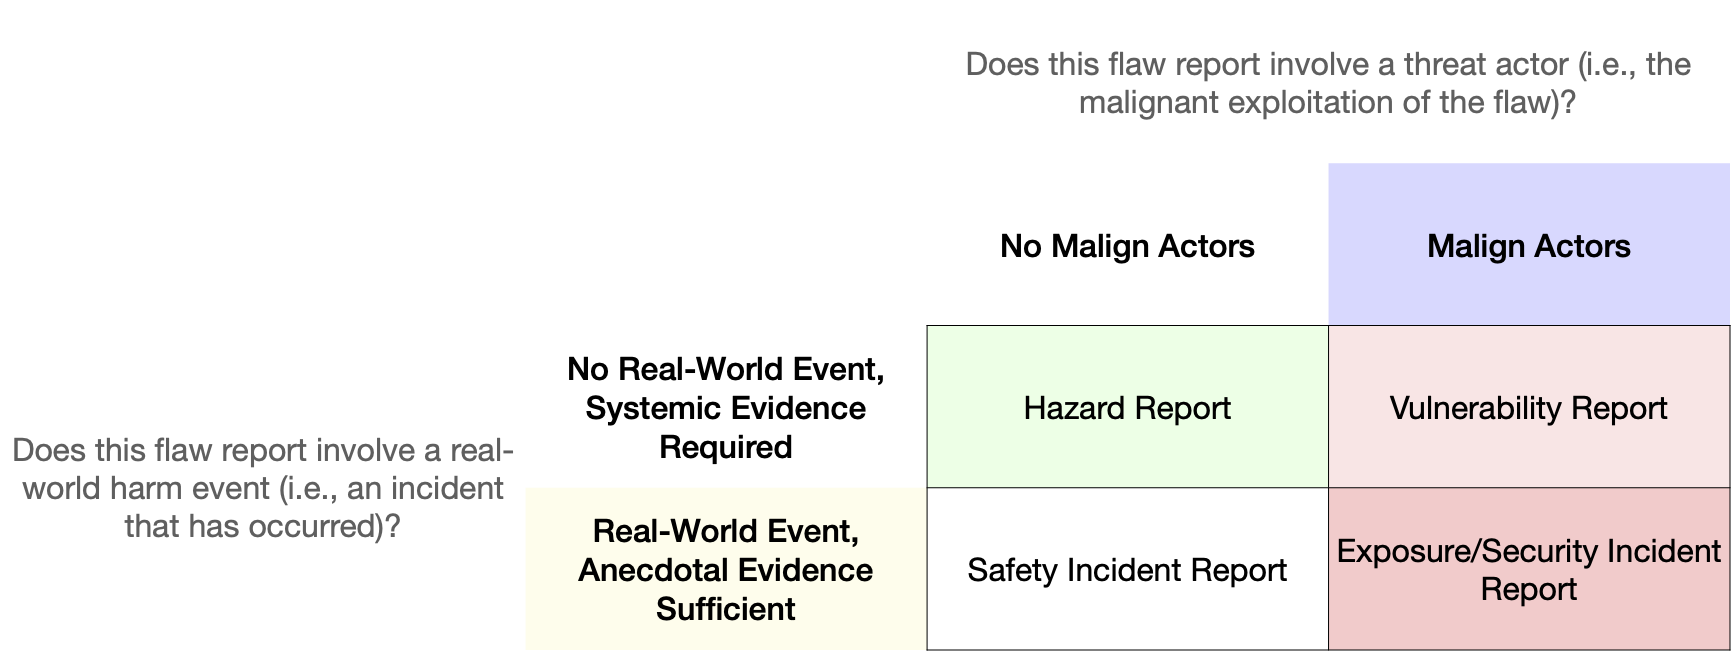 Does this flaw report involve a threat actor (i.e., the
malignant exploitation of the flaw)?
No Malign Actors
Malign Actors
No Real-World Event,
Systemic Evidence
Required
Hazard Report
Vulnerability Report
Does this flaw report involve a real-
world harm event (i.e., an incident
that has occurred)?
Real-World Event,
Anecdotal Evidence
Sufficient
Safety Incident Report
Exposure/Security Incident
Report